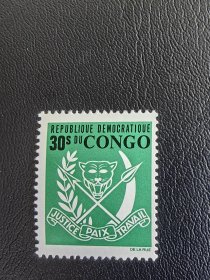 REPUBLIQUE DEMOCRATIQUE
30s DU CONGO
JUSTICE PAIX TRAVAIL
DE LA RUE